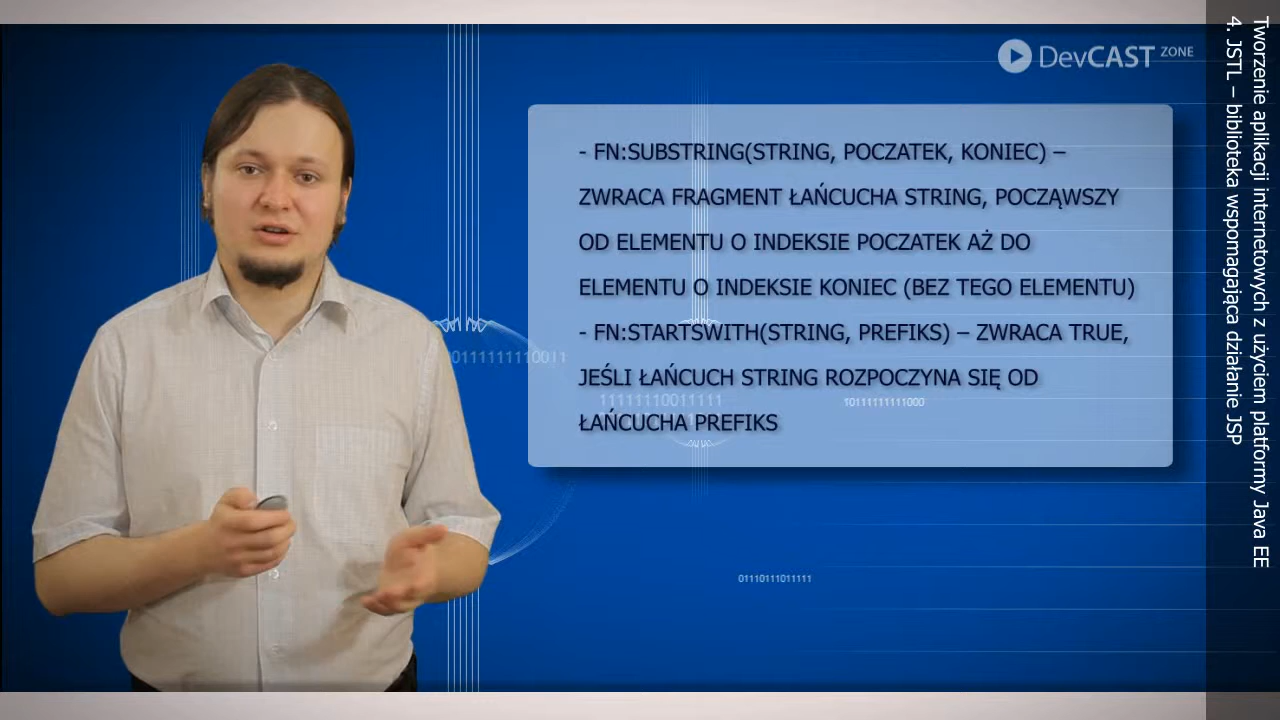 DevCAST ZONE
- FN:SUBSTRING(STRING, POCZATEK, KONIEC) –
ZWRACA FRAGMENT ŁAŃCUCHA STRING, POCZĄWSZY
OD ELEMENTU O INDEKSIE POCZATEK AŻ DO
ELEMENTU O INDEKSIE KONIEC (BEZ TEGO ELEMENTU)
- FN:STARTSWITH(STRING, PREFIKS) – ZWRACA TRUE,
JEŚLI ŁAŃCUCH STRING ROZPOCZYNA SIĘ OD
ŁAŃCUCHA PREFIKS
0111111110011
11111110011111
10111111111000
01110111011111
Tworzenie aplikacji internetowych z użyciem platformy Java EE
4. JSTL – biblioteka wspomagająca działanie JSP